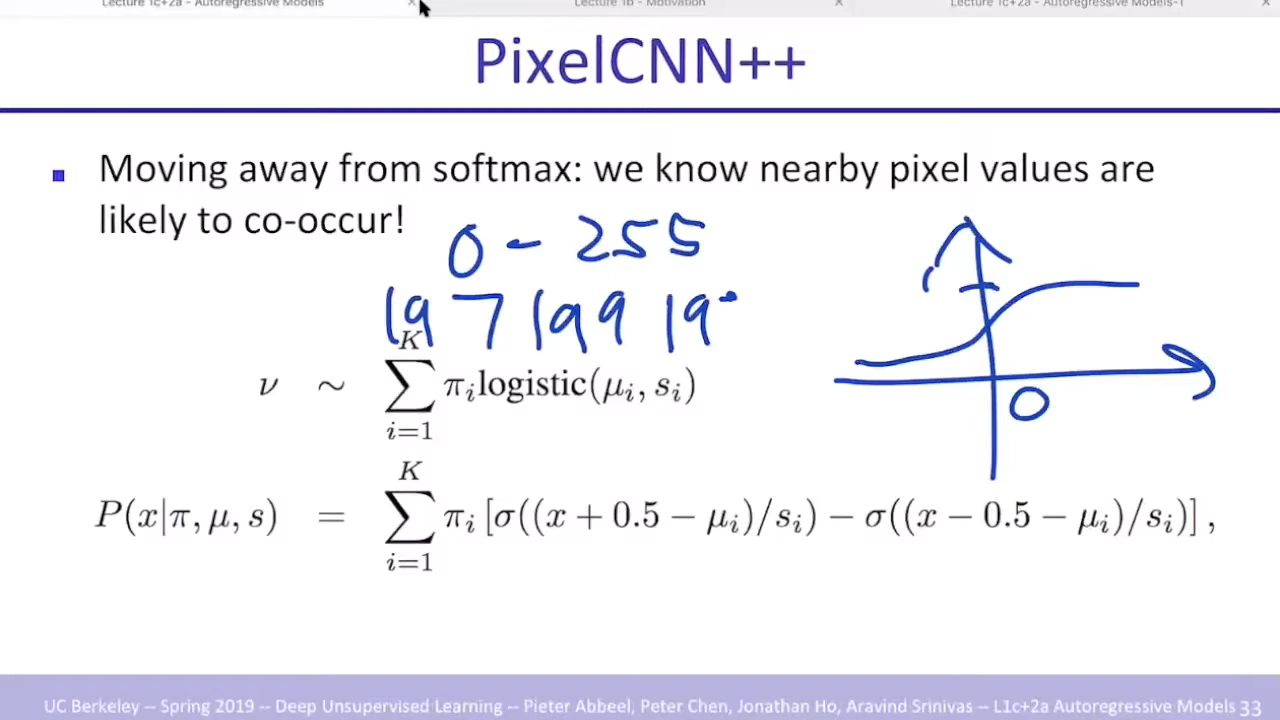 Lecture 1c+2a - Autoregressive Models
Lecture 1b - Motivation
Lecture 1c+2a - Autoregressive Models-1
PixelCNN++
Moving away from softmax: we know nearby pixel values are
likely to co-occur!
0 - 255
197 199 19
ν ∼ ∑_{i=1}^{K} π_i logistic(μ_i, s_i)
0
P(x|π, μ, s) = ∑_{i=1}^{K} π_i [σ((x + 0.5 − μ_i)/s_i) − σ((x − 0.5 − μ_i)/s_i)] ,
UC Berkeley -- Spring 2019 -- Deep Unsupervised Learning -- Pieter Abbeel, Peter Chen, Jonathan Ho, Aravind Srinivas -- L1c+2a Autoregressive Models 33